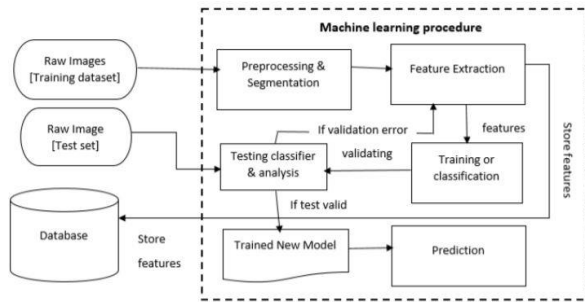 Machine learning procedure
Raw Images
[Training dataset]
Preprocessing &
Segmentation
Feature Extraction
Raw Image
[Test set]
If validation error
features
Store features
Testing classifier
& analysis
validating
Training or
classification
If test valid
Database
Store
features
Trained New Model
Prediction